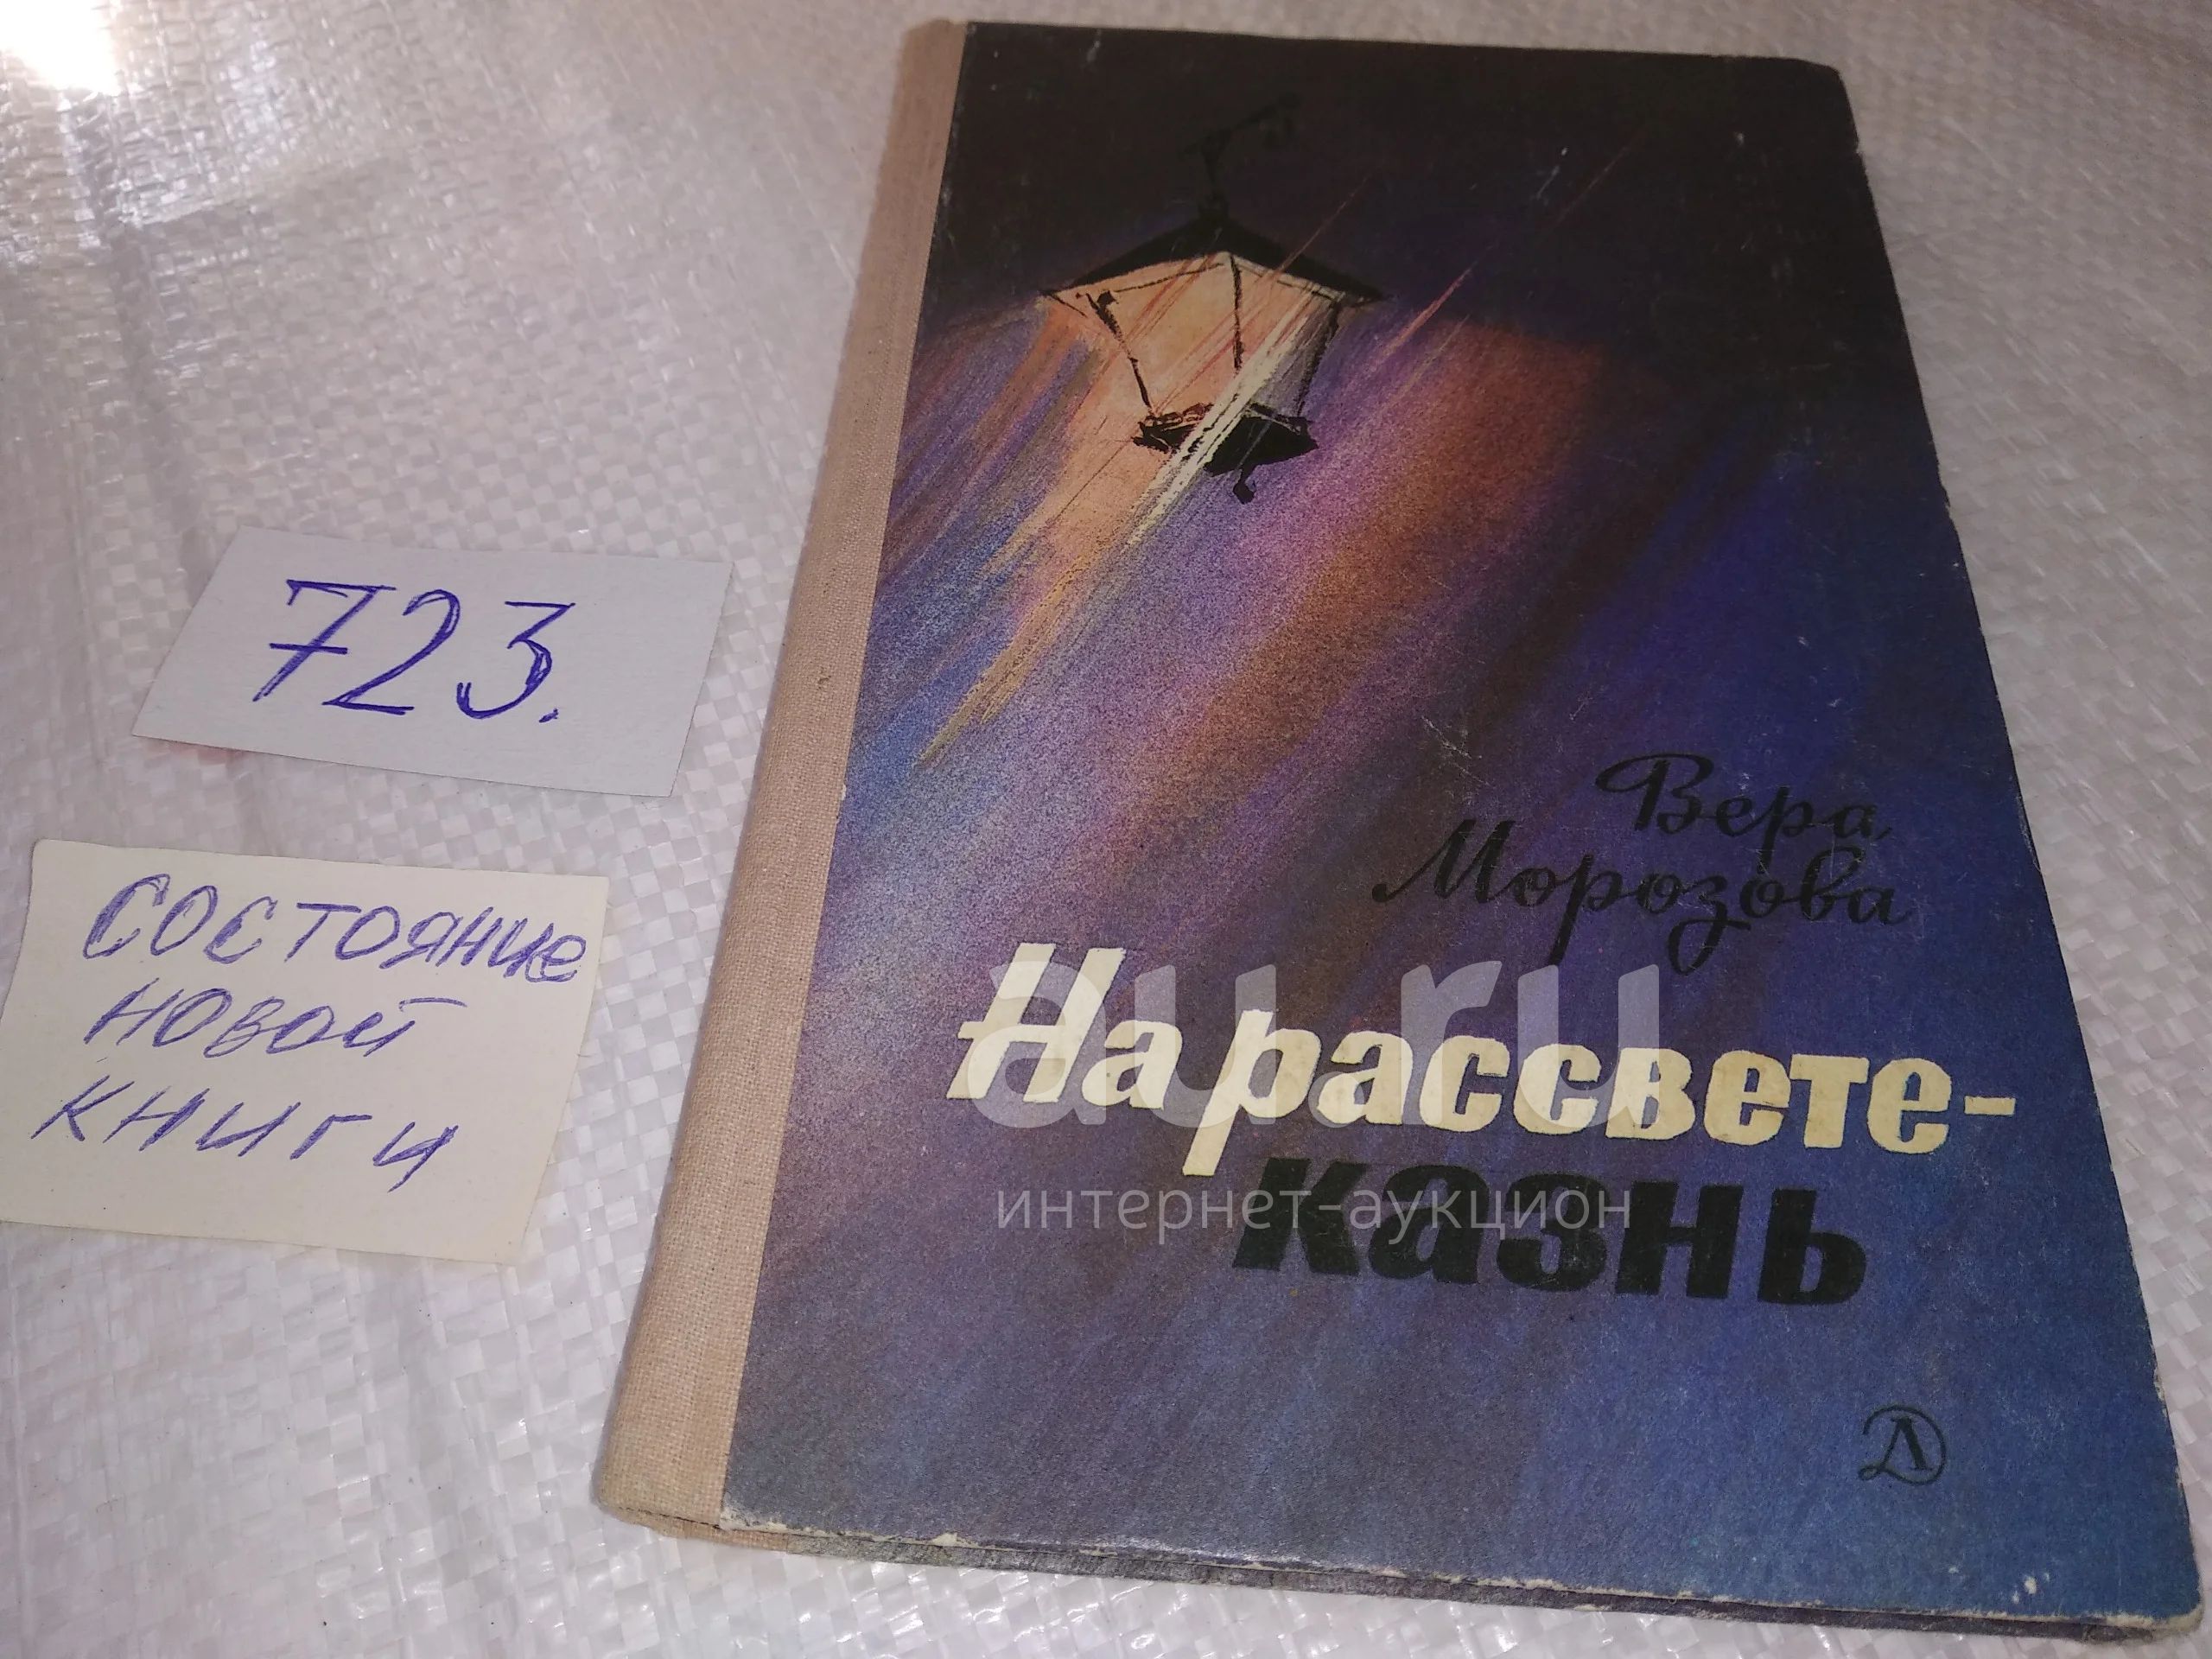 723.
состояние
новой
книги
Вера
Морозова
На рассвете-
казнь
Д
au.ru
интернет-аукцион